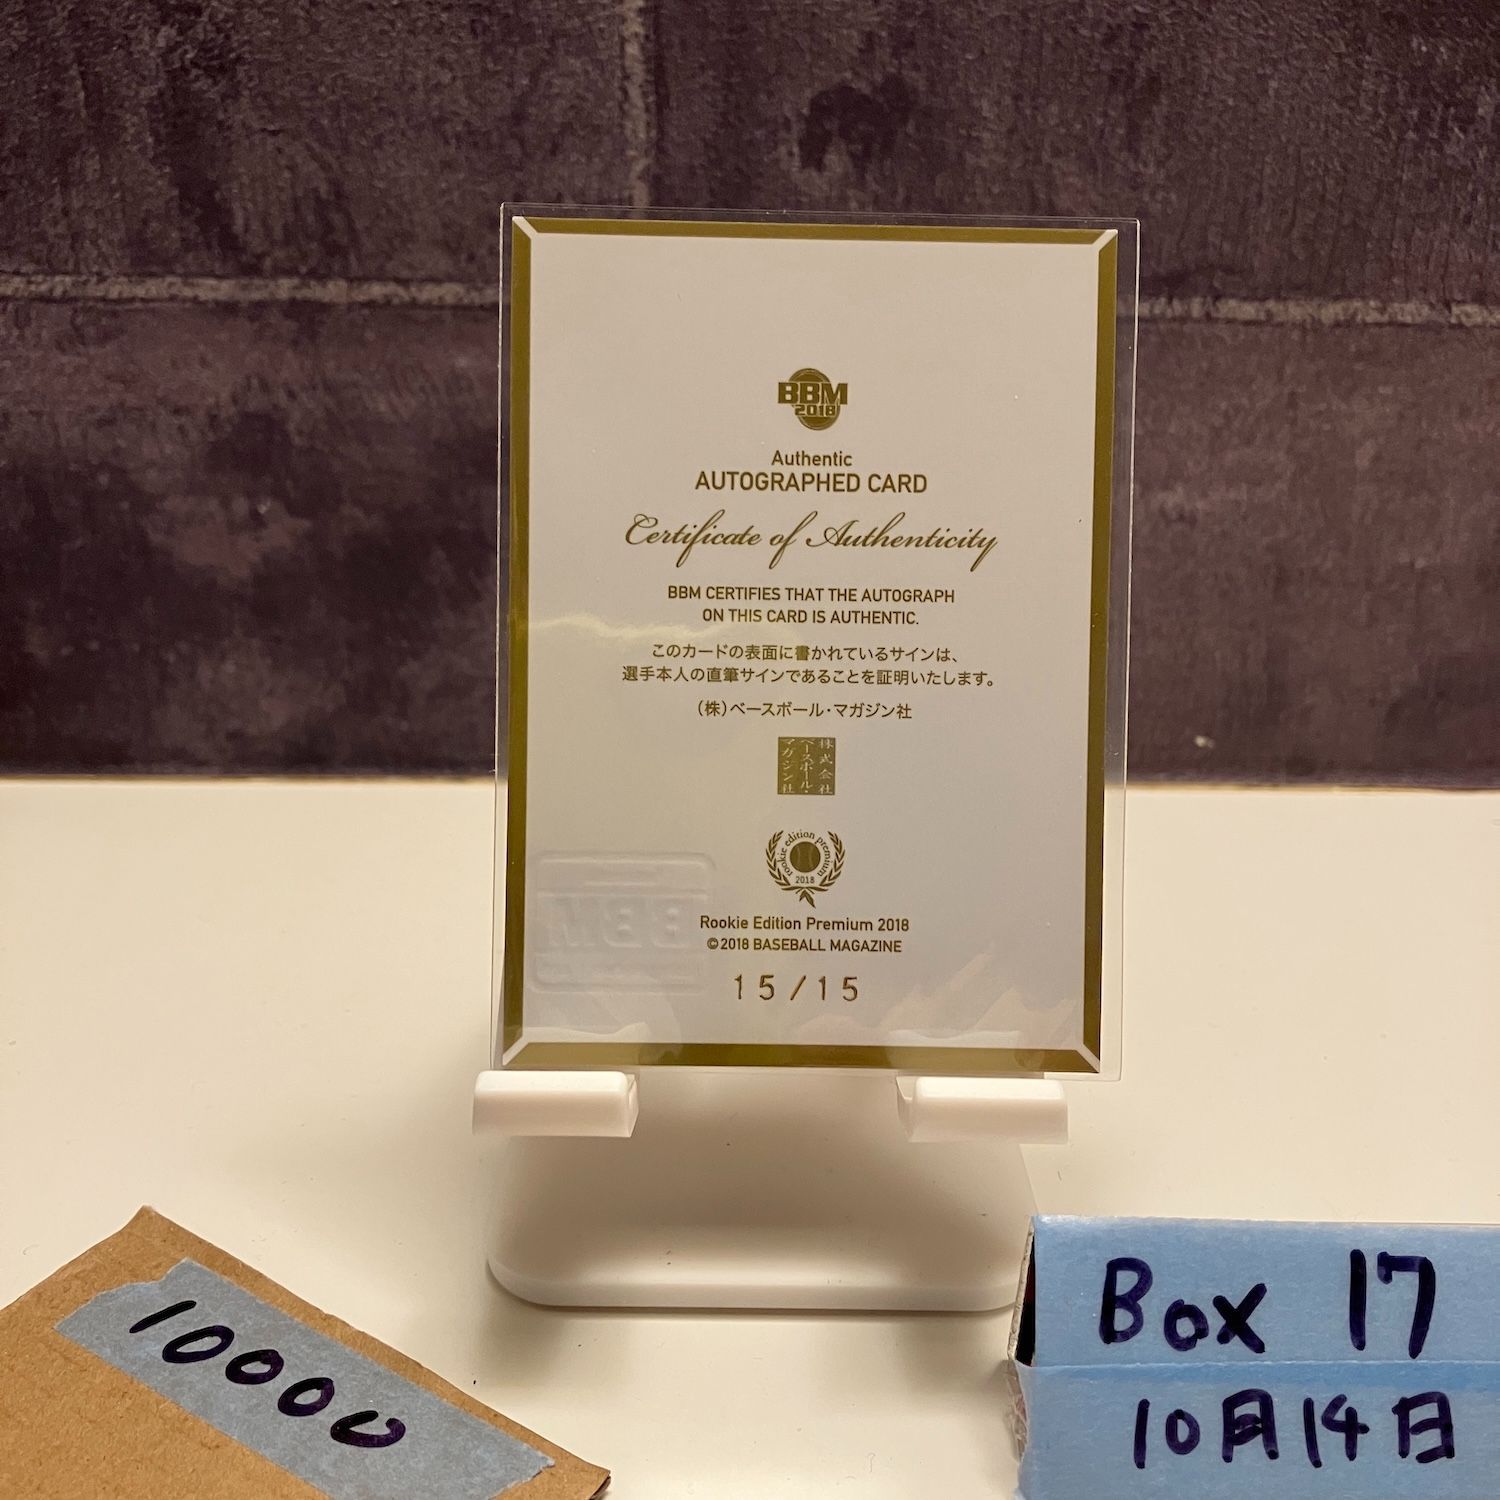 BBM
2018
Authentic
AUTOGRAPHED CARD
Certificate of Authenticity
BBM CERTIFIES THAT THE AUTOGRAPH
ON THIS CARD IS AUTHENTIC.
このカードの表面に書かれているサインは、
選手本人の直筆サインであることを証明いたします。
(株)ベースボール・マガジン社
株式会社
ベースボール・
マガジン社
rookie edition premium
2018
BBM
Rookie Edition Premium 2018
©2018 BASEBALL MAGAZINE
15/15
10000
Box 17
10月14日